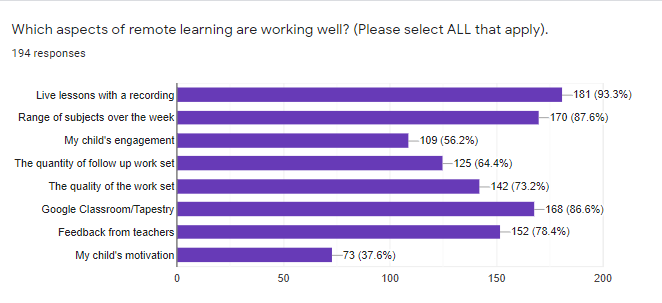 Which aspects of remote learning are working well? (Please select ALL that apply).
194 responses
Live lessons with a recording 181 (93.3%)
Range of subjects over the week 170 (87.6%)
My child's engagement 109 (56.2%)
The quantity of follow up work set 125 (64.4%)
The quality of the work set 142 (73.2%)
Google Classroom/Tapestry 168 (86.6%)
Feedback from teachers 152 (78.4%)
My child's motivation 73 (37.6%)
0 50 100 150 200